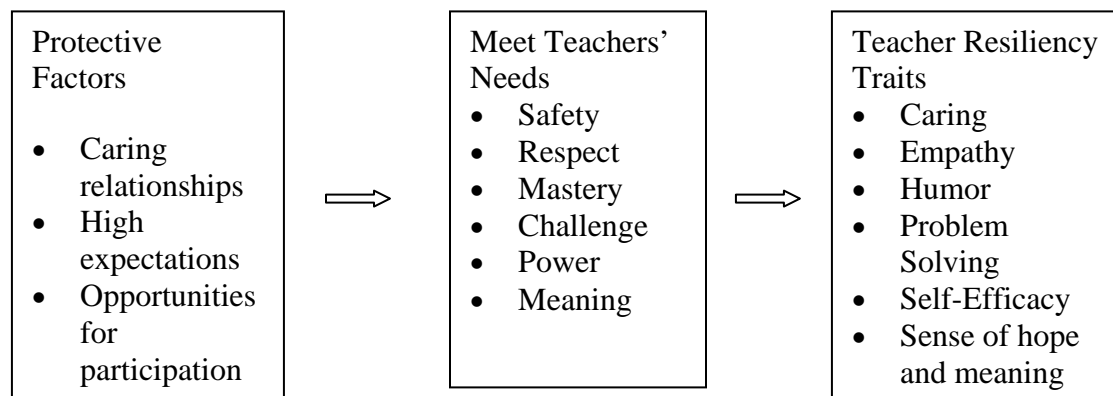 Protective
Factors
• Caring
relationships
• High
expectations
• Opportunities
for
participation
Meet Teachers’
Needs
• Safety
• Respect
• Mastery
• Challenge
• Power
• Meaning
Teacher Resiliency
Traits
• Caring
• Empathy
• Humor
• Problem
Solving
• Self-Efficacy
• Sense of hope
and meaning